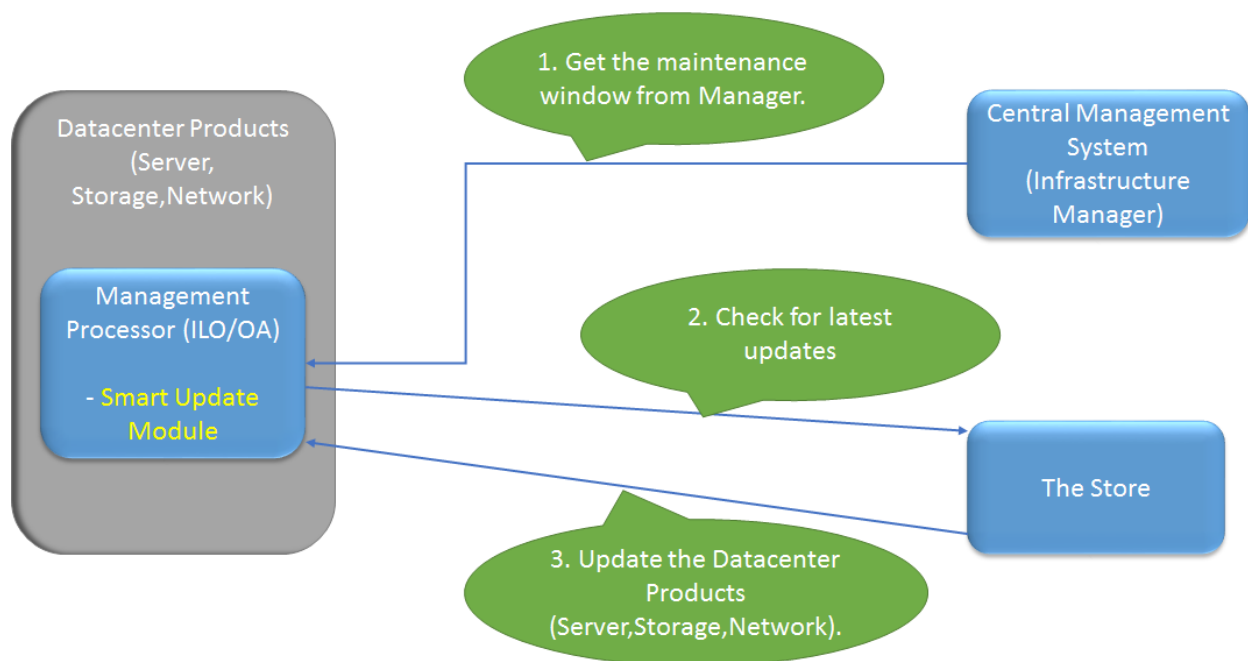 1. Get the maintenance
window from Manager.
Datacenter Products
(Server,
Storage,Network)
Central Management
System
(Infrastructure
Manager)
Management
Processor (ILO/OA)
- Smart Update
Module
2. Check for latest
updates
The Store
3. Update the Datacenter
Products
(Server,Storage,Network).